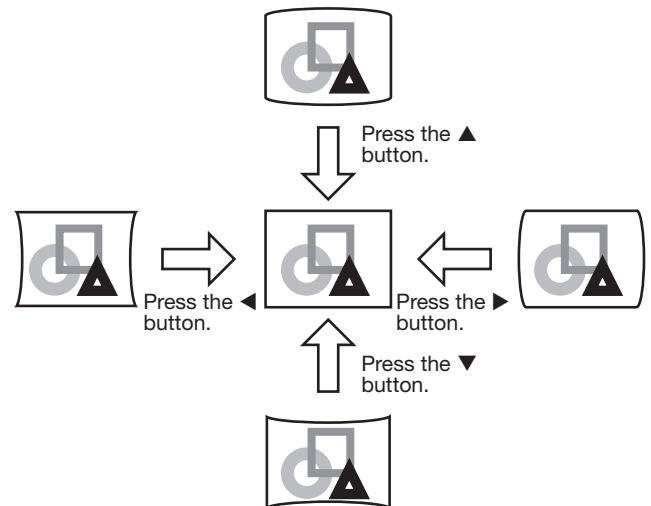 Press the ▲
button.
Press the ◀
button.
Press the ▶
button.
Press the ▼
button.